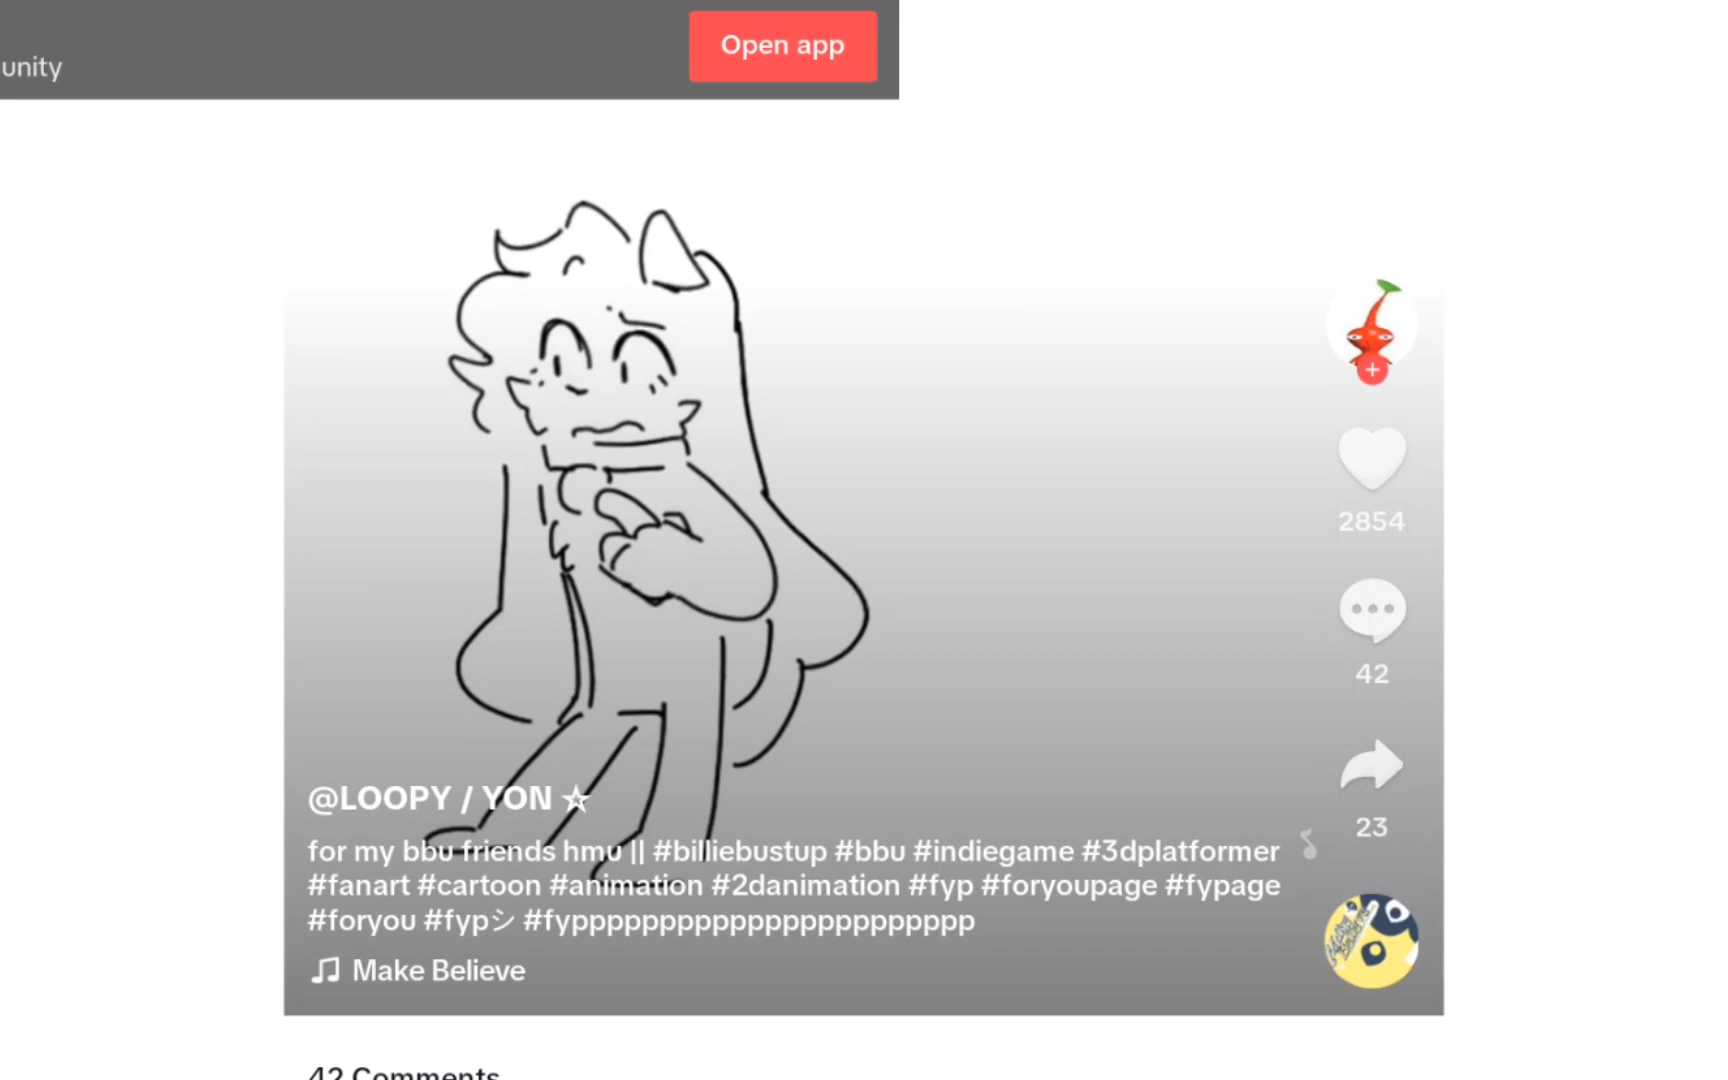 Open app
unity
2854
42
23
@LOOPY / YON ☆
for my bbu friends hmu || #billiebustup #bbu #indiegame #3dplatformer
#fanart #cartoon #animation #2danimation #fyp #foryoupage #fypage
#foryou #fypシ #fyppppppppppppppppppppppp
Make Believe
42 Comments